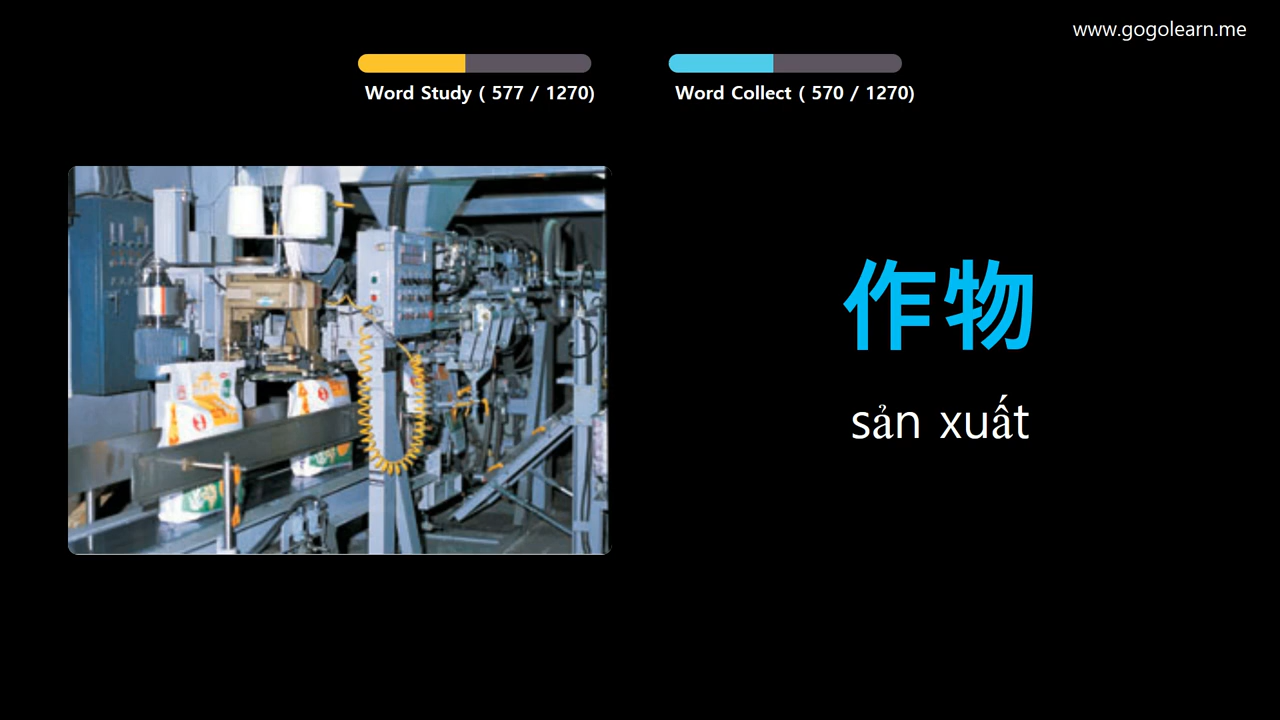 www.gogolearn.me
Word Study ( 577 / 1270)
Word Collect ( 570 / 1270)
作物
sản xuất